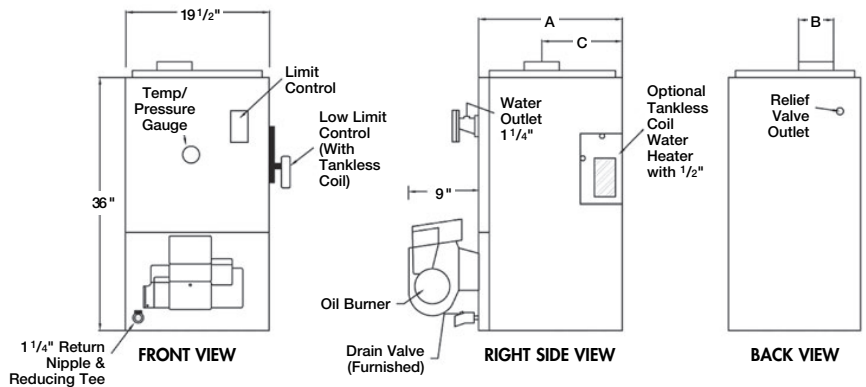 19 1/2"
36"
Temp/
Pressure
Gauge
Limit
Control
Low Limit
Control
(With
Tankless
Coil)
1 1/4" Return
Nipple &
Reducing Tee
FRONT VIEW
A
C
Water
Outlet
1 1/4"
9"
Optional
Tankless
Coil
Water
Heater
with 1/2"
Oil Burner
Drain Valve
(Furnished)
RIGHT SIDE VIEW
B
Relief
Valve
Outlet
BACK VIEW